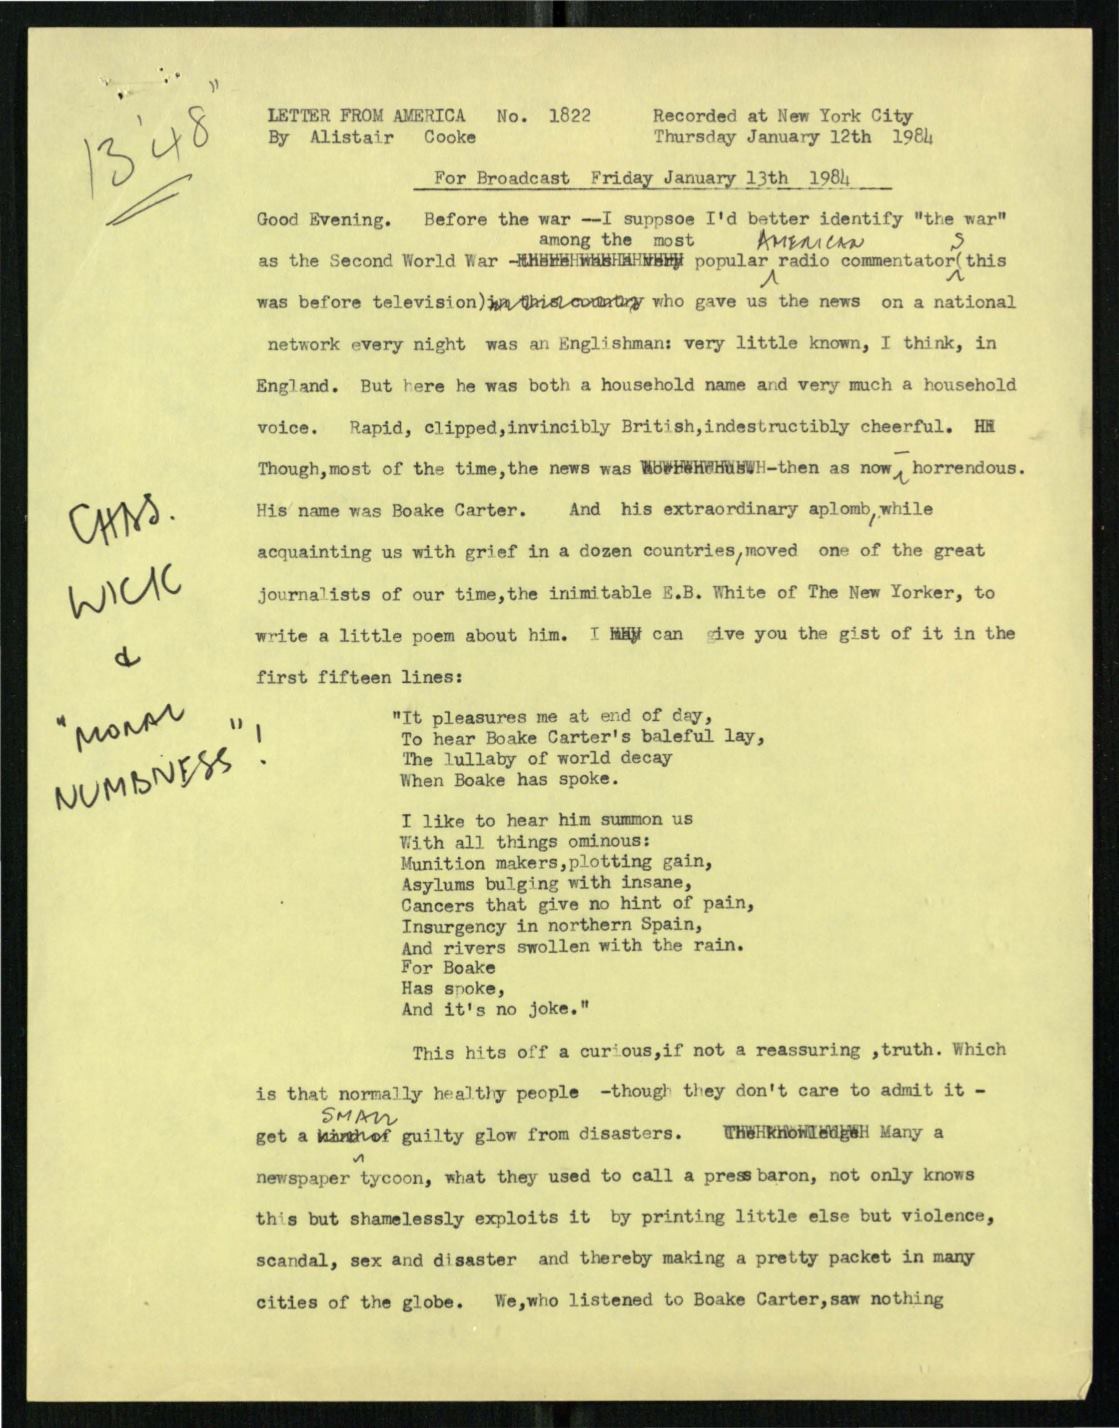 13'48"
LETTER FROM AMERICA No. 1822 Recorded at New York City
By Alistair Cooke Thursday January 12th 1984
For Broadcast Friday January 13th 1984
Good Evening. Before the war --I suppsoe I'd better identify "the war"
among the most AMERICAN S
as the Second World War -there was a very popular radio commentator(this
was before television)in this country who gave us the news on a national
network every night was an Englishman: very little known, I think, in
England. But here he was both a household name and very much a household
voice. Rapid, clipped,invincibly British,indestructibly cheerful. HE
Though,most of the time,the news was horrendous. -then as now - horrendous.
His name was Boake Carter. And his extraordinary aplomb,while
acquainting us with grief in a dozen countries,moved one of the great
journalists of our time,the inimitable E.B. White of The New Yorker, to
write a little poem about him. I may can give you the gist of it in the
first fifteen lines:
CHAS.
WICK
&
"MORAL
NUMBNESS"!
"It pleasures me at end of day,
To hear Boake Carter's baleful lay,
The lullaby of world decay
When Boake has spoke.
I like to hear him summon us
With all things ominous:
Munition makers,plotting gain,
Asylums bulging with insane,
Cancers that give no hint of pain,
Insurgency in northern Spain,
And rivers swollen with the rain.
For Boake
Has spoke,
And it's no joke."
This hits off a curious,if not a reassuring ,truth. Which
is that normally healthy people -though they don't care to admit it -
SMALL
get a kind of guilty glow from disasters. The knowledge Many a
newspaper tycoon, what they used to call a press baron, not only knows
this but shamelessly exploits it by printing little else but violence,
scandal, sex and disaster and thereby making a pretty packet in many
cities of the globe. We,who listened to Boake Carter,saw nothing